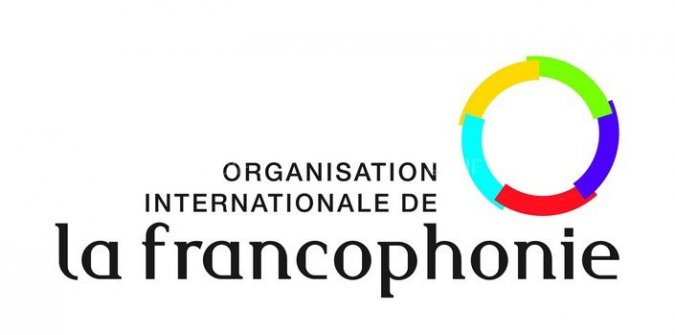 ORGANISATION
INTERNATIONALE DE
la francophonie